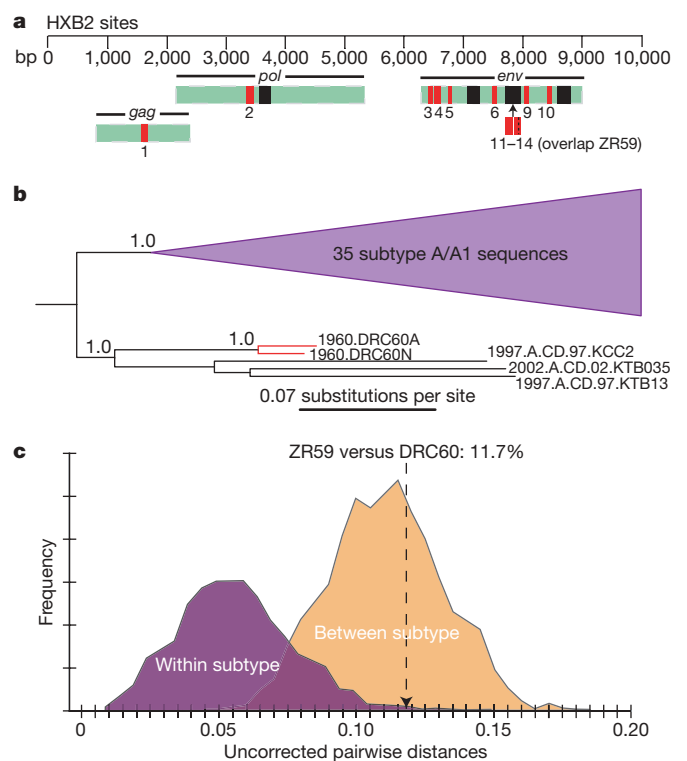 a HXB2 sites
bp 0 1,000 2,000 3,000 4,000 5,000 6,000 7,000 8,000 9,000 10,000
pol env
2 3 4 5 6 9 10
gag
1
11–14 (overlap ZR59)
b
1.0
35 subtype A/A1 sequences
1.0
1.0
1960.DRC60A
1960.DRC60N
1997.A.CD.97.KCC2
2002.A.CD.02.KTB035
1997.A.CD.97.KTB13
0.07 substitutions per site
c
ZR59 versus DRC60: 11.7%
Frequency
Between subtype
Within subtype
0 0.05 0.10 0.15 0.20
Uncorrected pairwise distances